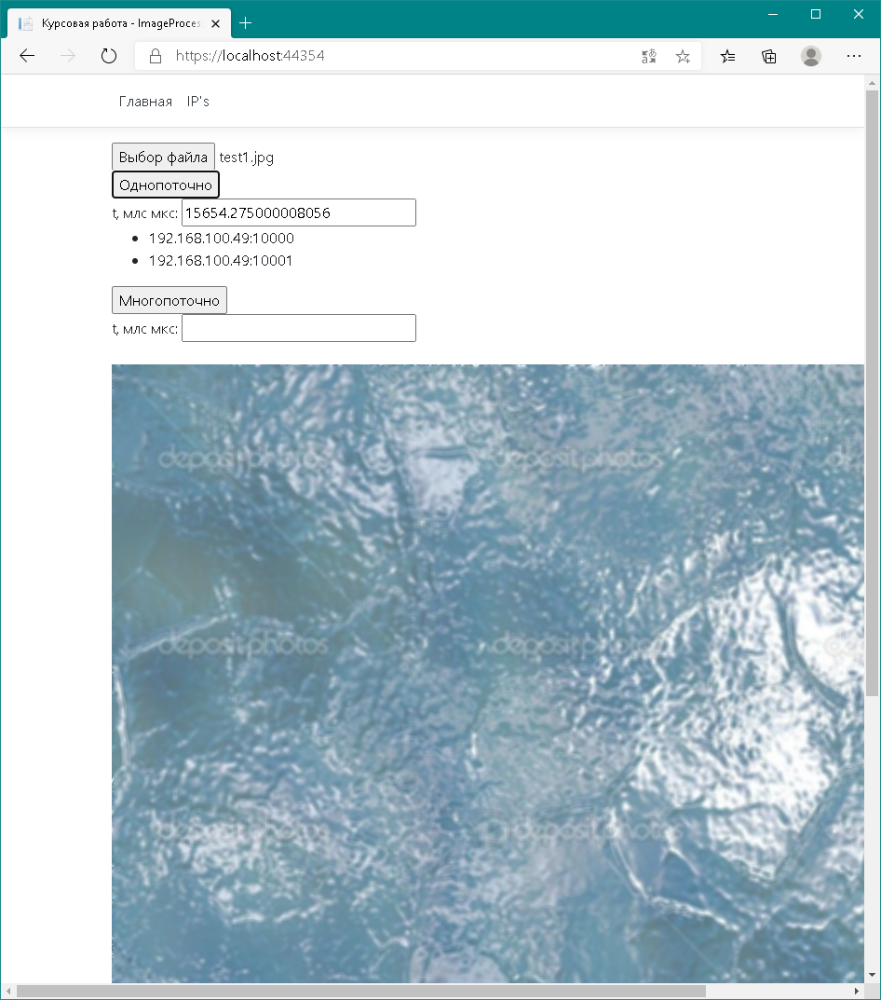 Курсовая работа - ImageProces
https://localhost:44354
Главная IP's
Выбор файла test1.jpg
Однопоточно
t, млс мкс: 15654.275000008056
192.168.100.49:10000
192.168.100.49:10001
Многопоточно
t, млс мкс:
depositphotos depositphotos de
depositphotos depositphotos
depositphotos depositphotos